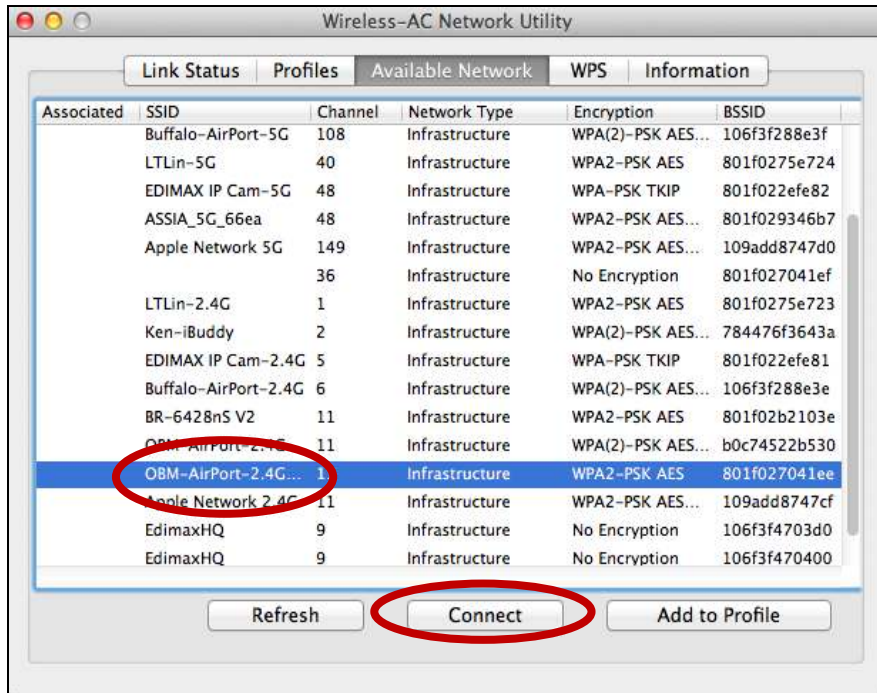 Wireless-AC Network Utility
Link Status Profiles Available Network WPS Information
Associated SSID Channel Network Type Encryption BSSID
Buffalo-AirPort-5G 108 Infrastructure WPA(2)-PSK AES... 106f3f288e3f
LTLin-5G 40 Infrastructure WPA2-PSK AES 801f0275e724
EDIMAX IP Cam-5G 48 Infrastructure WPA-PSK TKIP 801f022efe82
ASSIA_5G_66ea 48 Infrastructure WPA2-PSK AES... 801f029346b7
Apple Network 5G 149 Infrastructure WPA2-PSK AES... 109add8747d0
36 Infrastructure No Encryption 801f027041ef
LTLin-2.4G 1 Infrastructure WPA2-PSK AES 801f0275e723
Ken-iBuddy 2 Infrastructure WPA(2)-PSK AES... 784476f3643a
EDIMAX IP Cam-2.4G 5 Infrastructure WPA-PSK TKIP 801f022efe81
Buffalo-AirPort-2.4G 6 Infrastructure WPA(2)-PSK AES... 106f3f288e3e
BR-6428nS V2 11 Infrastructure WPA2-PSK AES 801f02b2103e
OBM-AirPort-2.4G 11 Infrastructure WPA(2)-PSK AES... b0c74522b530
OBM-AirPort-2.4G... Infrastructure WPA2-PSK AES 801f027041ee
Apple Network 2.4G 11 Infrastructure WPA2-PSK AES... 109add8747cf
EdimaxHQ 9 Infrastructure No Encryption 106f3f4703d0
EdimaxHQ 9 Infrastructure No Encryption 106f3f470400
Refresh Connect Add to Profile